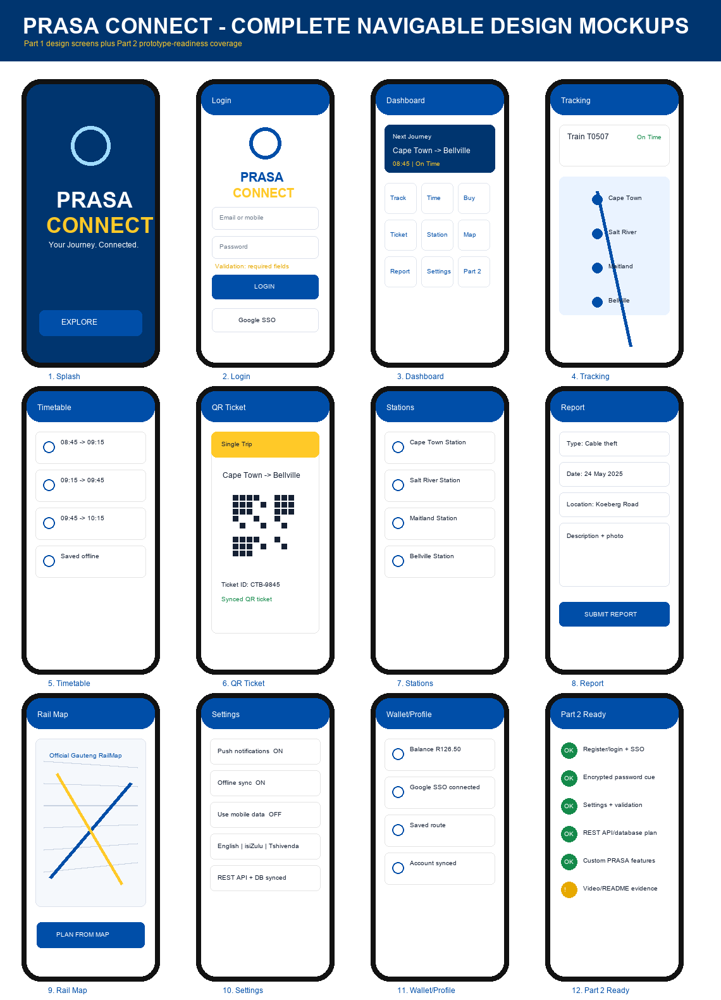 PRASA CONNECT - COMPLETE NAVIGABLE DESIGN MOCKUPS
Part 1 design screens plus Part 2 prototype-readiness coverage
PRASA
CONNECT
Your Journey. Connected.
EXPLORE
1. Splash
Login
PRASA
CONNECT
Email or mobile
Password
Validation: required fields
LOGIN
Google SSO
2. Login
Dashboard
Next Journey
Cape Town -> Bellville
08:45 | On Time
Track
Time
Buy
Ticket
Station
Map
Report
Settings
Part 2
3. Dashboard
Tracking
Train T0507
On Time
Cape Town
Salt River
Maitland
Bellville
4. Tracking
Timetable
08:45 -> 09:15
09:15 -> 09:45
09:45 -> 10:15
Saved offline
5. Timetable
QR Ticket
Single Trip
Cape Town -> Bellville
Ticket ID: CTB-9845
Synced QR ticket
6. QR Ticket
Stations
Cape Town Station
Salt River Station
Maitland Station
Bellville Station
7. Stations
Report
Type: Cable theft
Date: 24 May 2025
Location: Koeberg Road
Description + photo
SUBMIT REPORT
8. Report
Rail Map
Official Gauteng RailMap
PLAN FROM MAP
9. Rail Map
Settings
Push notifications  ON
Offline sync  ON
Use mobile data  OFF
English | isiZulu | Tshivenda
REST API + DB synced
10. Settings
Wallet/Profile
Balance R126.50
Google SSO connected
Saved route
Account synced
11. Wallet/Profile
Part 2 Ready
OK Register/login + SSO
OK Encrypted password cue
OK Settings + validation
OK REST API/database plan
OK Custom PRASA features
! Video/README evidence
12. Part 2 Ready